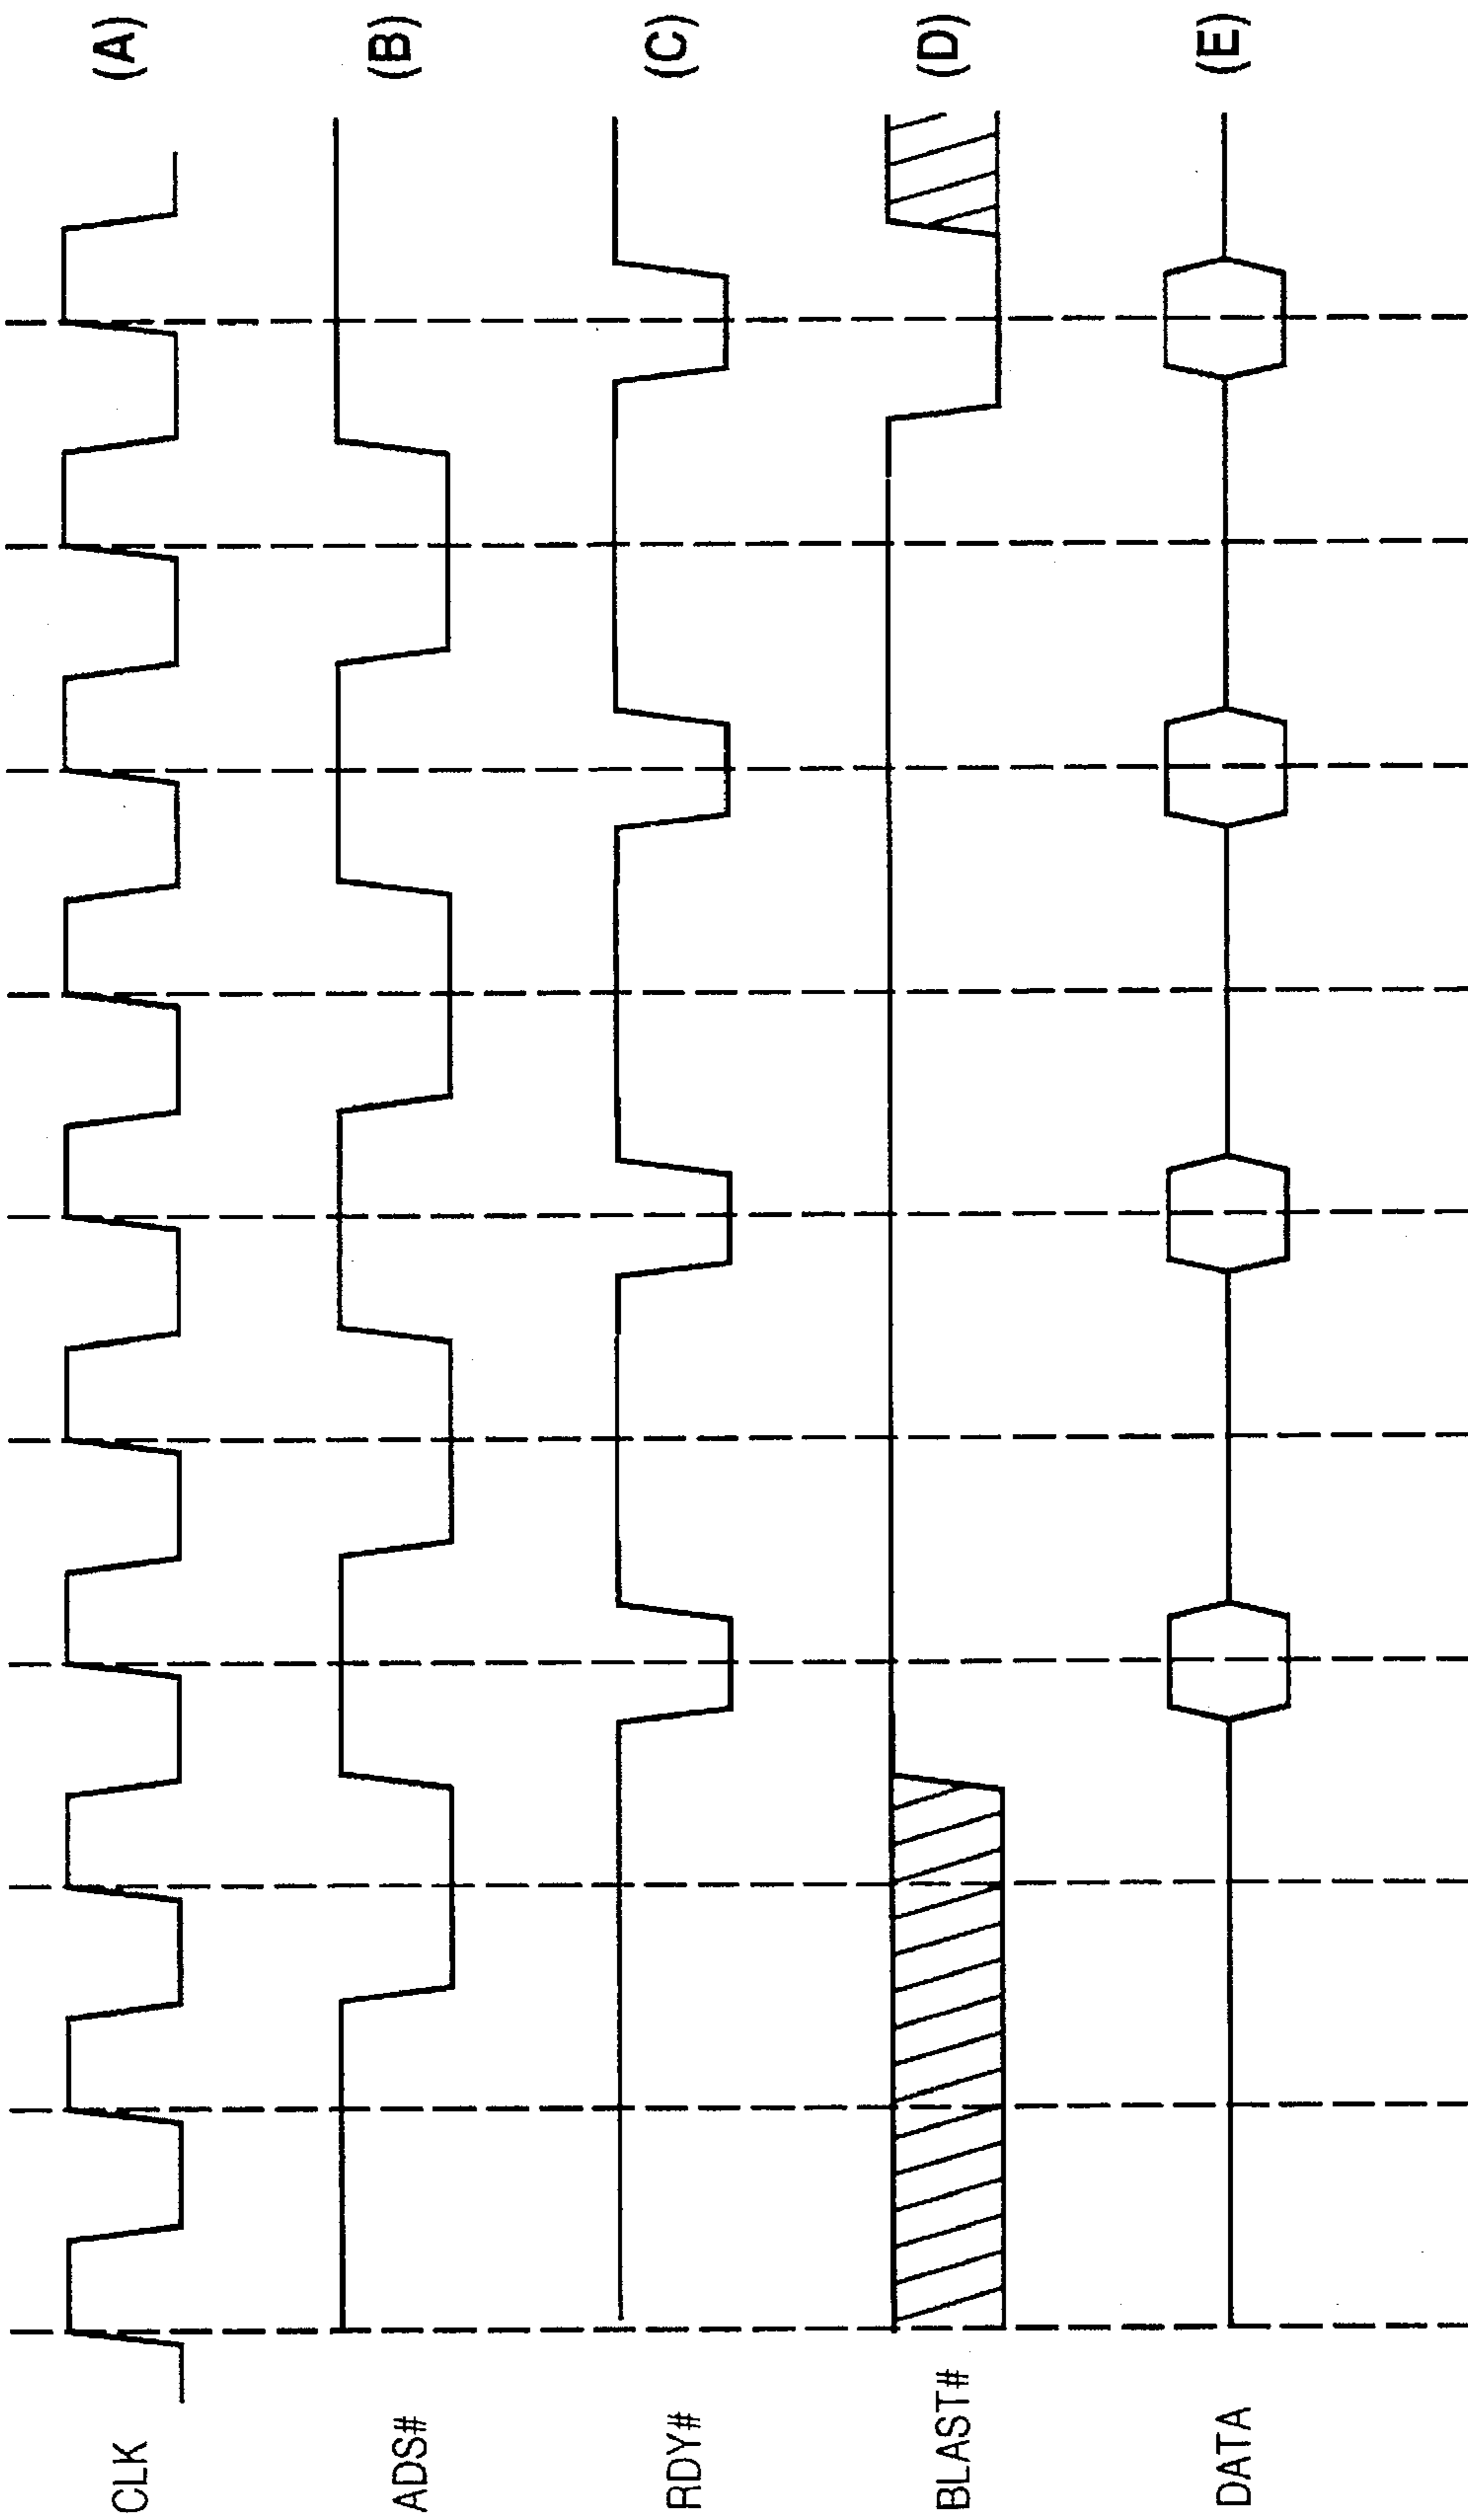 CLK (A)
ADS# (B)
RDY# (C)
BLAST# (D)
DATA (E)